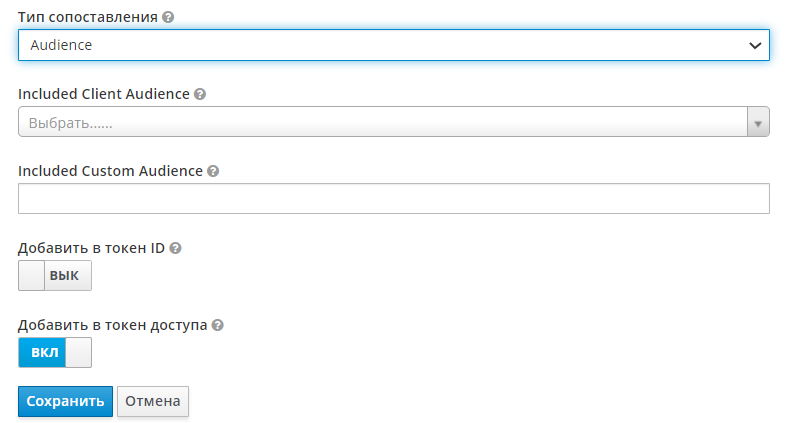 Тип сопоставления
Audience
Included Client Audience
Выбрать......
Included Custom Audience
Добавить в токен ID
ВЫК
Добавить в токен доступа
ВКЛ
Сохранить Отмена